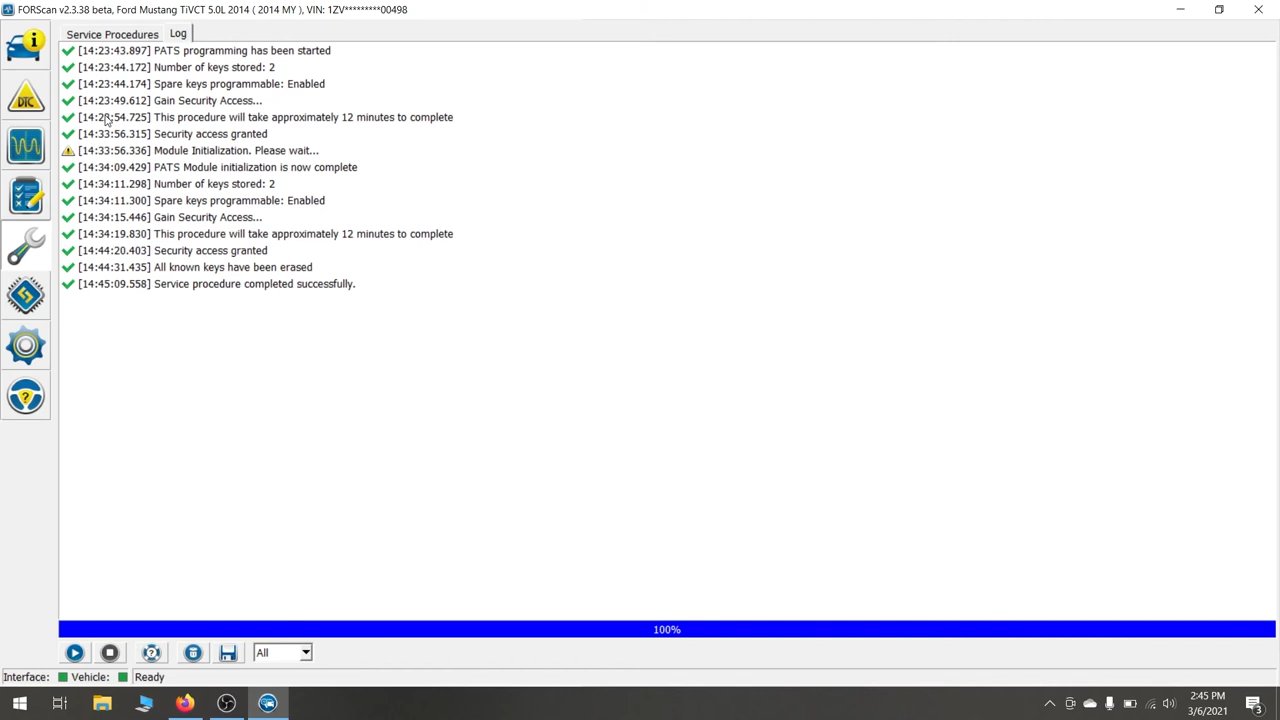 FORScan v2.3.38 beta, Ford Mustang TiVCT 5.0L 2014 ( 2014 MY ), VIN: 1ZV*********00498
Service Procedures Log
[14:23:43.897] PATS programming has been started
[14:23:44.172] Number of keys stored: 2
[14:23:44.174] Spare keys programmable: Enabled
[14:23:49.612] Gain Security Access...
[14:23:54.725] This procedure will take approximately 12 minutes to complete
[14:33:56.315] Security access granted
[14:33:56.336] Module Initialization. Please wait...
[14:34:09.429] PATS Module initialization is now complete
[14:34:11.298] Number of keys stored: 2
[14:34:11.300] Spare keys programmable: Enabled
[14:34:15.446] Gain Security Access...
[14:34:19.830] This procedure will take approximately 12 minutes to complete
[14:44:20.403] Security access granted
[14:44:31.435] All known keys have been erased
[14:45:09.558] Service procedure completed successfully.
DTC
100%
All
Interface: Vehicle: Ready
2:45 PM
3/6/2021
3